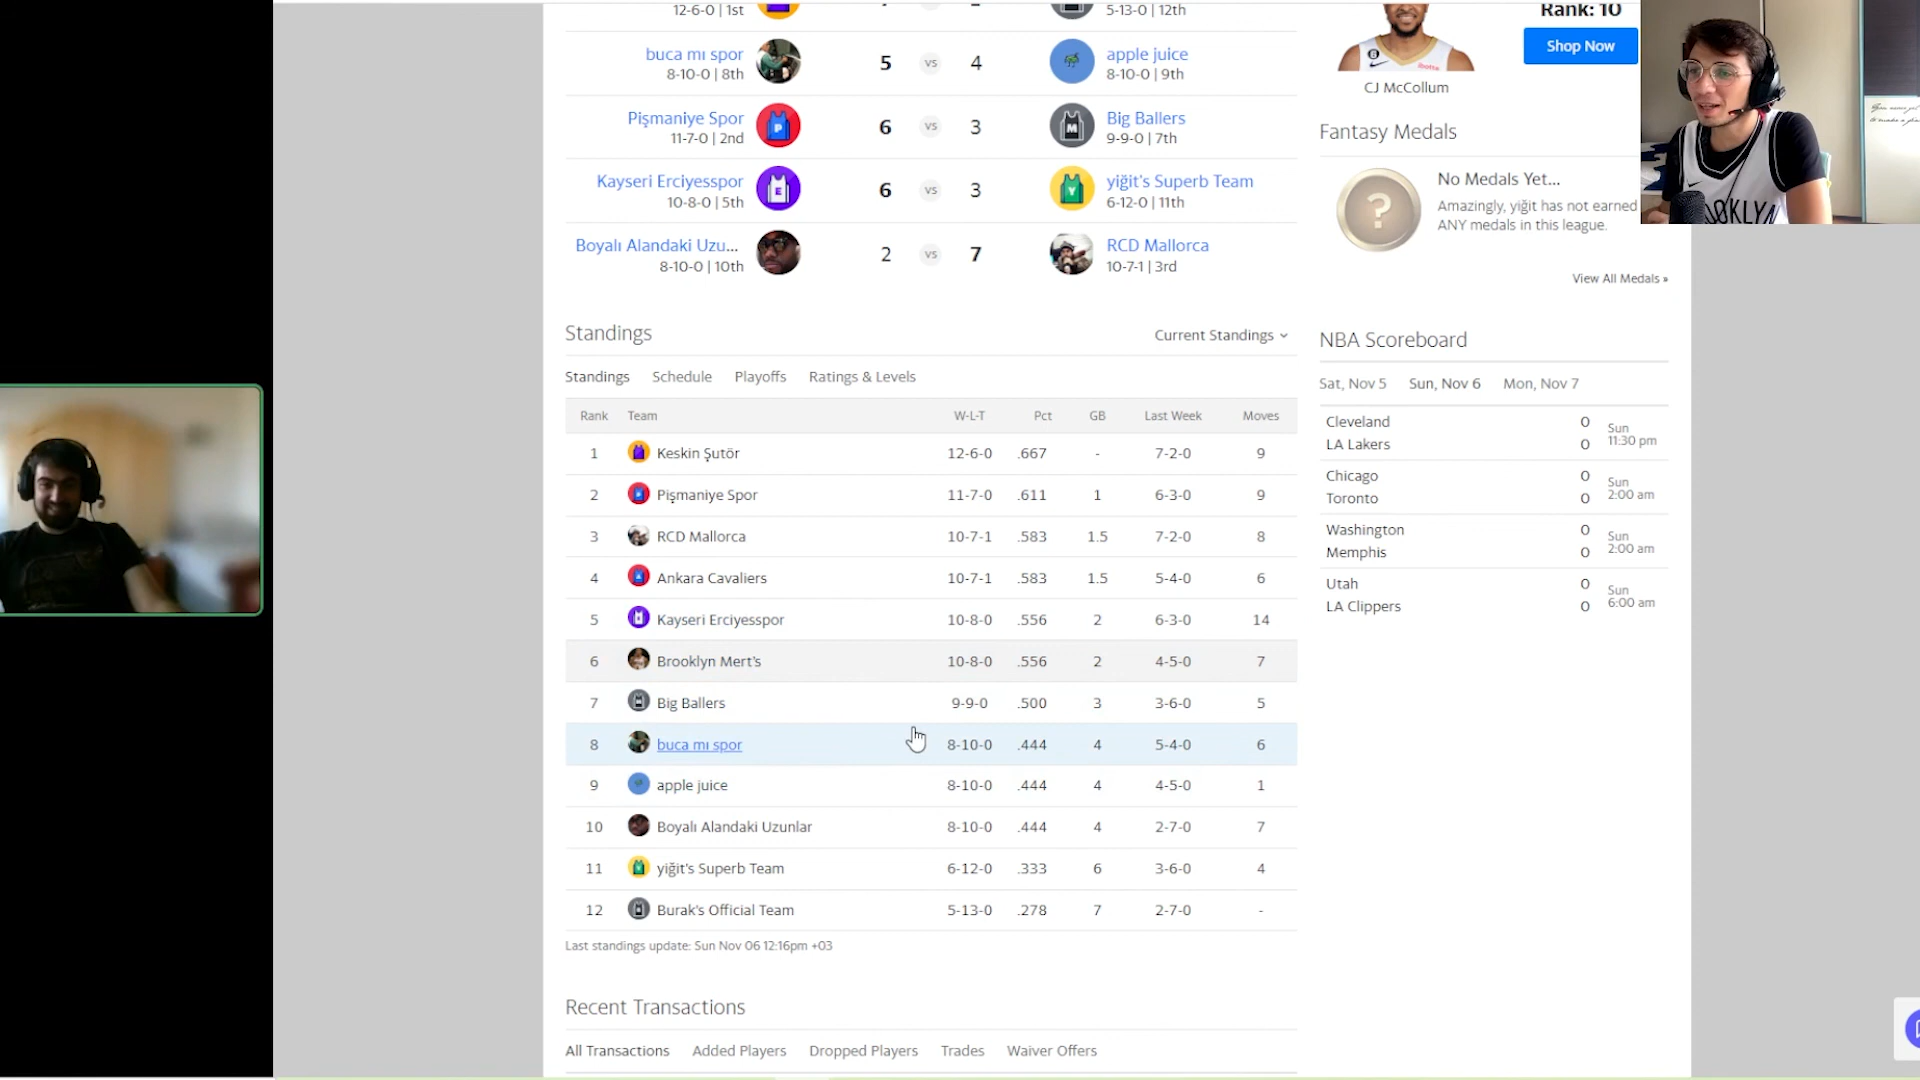 12-6-0 | 1st
5-13-0 | 12th
buca mı spor 5 vs 4 apple juice
8-10-0 | 8th 8-10-0 | 9th
Pişmaniye Spor 6 vs 3 Big Ballers
11-7-0 | 2nd 9-9-0 | 7th
Kayseri Erciyesspor 6 vs 3 yiğit's Superb Team
10-8-0 | 5th 6-12-0 | 11th
Boyalı Alandaki Uzu... 2 vs 7 RCD Mallorca
8-10-0 | 10th 10-7-1 | 3rd
Rank: 10
Shop Now
CJ McCollum
Fantasy Medals
No Medals Yet...
Amazingly, yiğit has not earned
ANY medals in this league.
View All Medals »
Standings
Current Standings
Standings Schedule Playoffs Ratings & Levels
Rank Team W-L-T Pct GB Last Week Moves
1 Keskin Şutör 12-6-0 .667 - 7-2-0 9
2 Pişmaniye Spor 11-7-0 .611 1 6-3-0 9
3 RCD Mallorca 10-7-1 .583 1.5 7-2-0 8
4 Ankara Cavaliers 10-7-1 .583 1.5 5-4-0 6
5 Kayseri Erciyesspor 10-8-0 .556 2 6-3-0 14
6 Brooklyn Mert's 10-8-0 .556 2 4-5-0 7
7 Big Ballers 9-9-0 .500 3 3-6-0 5
8 buca mı spor 8-10-0 .444 4 5-4-0 6
9 apple juice 8-10-0 .444 4 4-5-0 1
10 Boyalı Alandaki Uzunlar 8-10-0 .444 4 2-7-0 7
11 yiğit's Superb Team 6-12-0 .333 6 3-6-0 4
12 Burak's Official Team 5-13-0 .278 7 2-7-0 -
Last standings update: Sun Nov 06 12:16pm +03
NBA Scoreboard
Sat, Nov 5 Sun, Nov 6 Mon, Nov 7
Cleveland 0 Sun
LA Lakers 0 11:30 pm
Chicago 0 Sun
Toronto 0 2:00 am
Washington 0 Sun
Memphis 0 2:00 am
Utah 0 Sun
LA Clippers 0 6:00 am
Recent Transactions
All Transactions Added Players Dropped Players Trades Waiver Offers